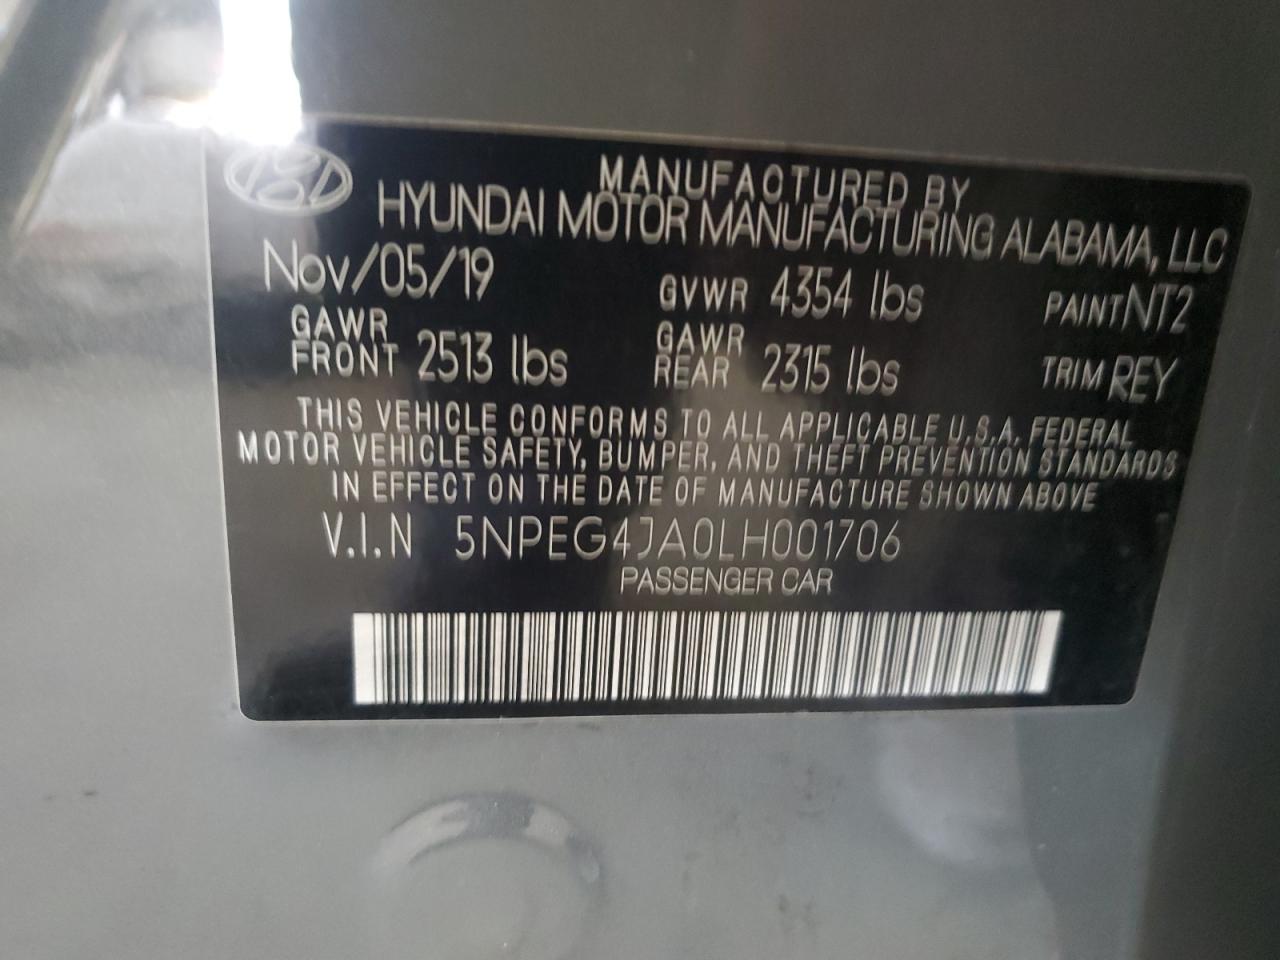 MANUFACTURED BY
HYUNDAI MOTOR MANUFACTURING ALABAMA, LLC
Nov/05/19 GVWR 4354 lbs PAINT NT2
GAWR FRONT 2513 lbs GAWR REAR 2315 lbs TRIM REY
THIS VEHICLE CONFORMS TO ALL APPLICABLE U.S.A. FEDERAL
MOTOR VEHICLE SAFETY, BUMPER, AND THEFT PREVENTION STANDARDS
IN EFFECT ON THE DATE OF MANUFACTURE SHOWN ABOVE
V.I.N 5NPEG4JA0LH001706
PASSENGER CAR